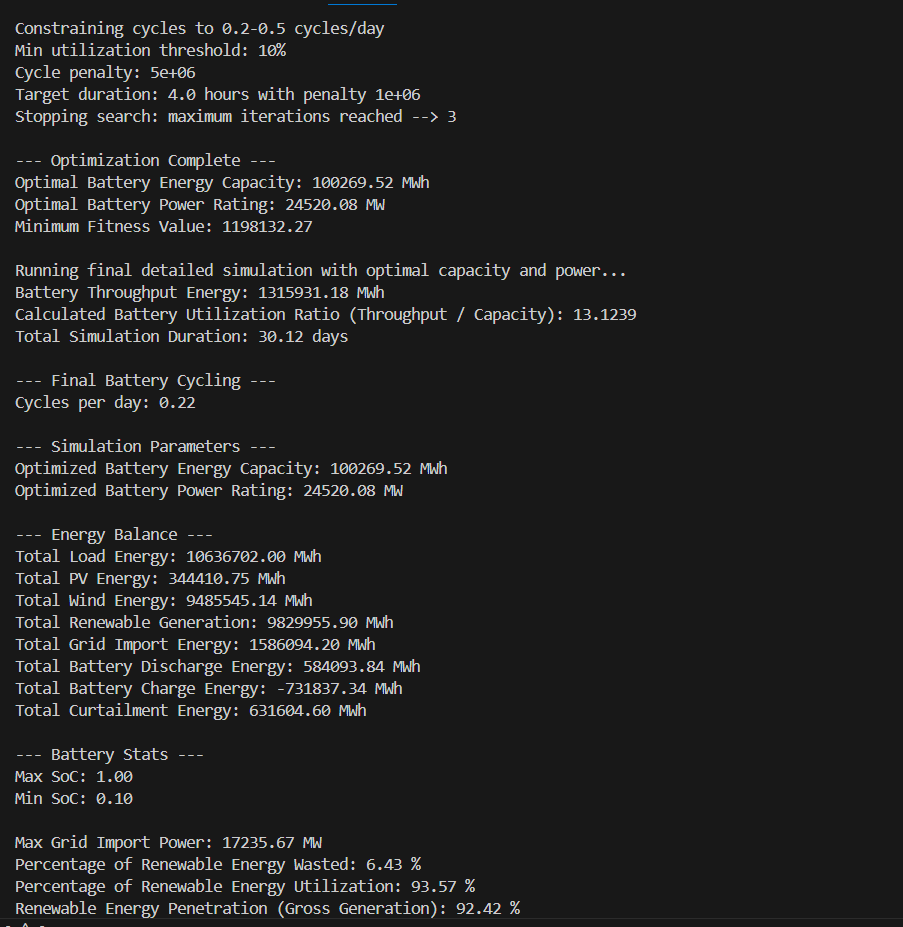 Constraining cycles to 0.2-0.5 cycles/day
Min utilization threshold: 10%
Cycle penalty: 5e+06
Target duration: 4.0 hours with penalty 1e+06
Stopping search: maximum iterations reached --> 3
--- Optimization Complete ---
Optimal Battery Energy Capacity: 100269.52 MWh
Optimal Battery Power Rating: 24520.08 MW
Minimum Fitness Value: 1198132.27
Running final detailed simulation with optimal capacity and power...
Battery Throughput Energy: 1315931.18 MWh
Calculated Battery Utilization Ratio (Throughput / Capacity): 13.1239
Total Simulation Duration: 30.12 days
--- Final Battery Cycling ---
Cycles per day: 0.22
--- Simulation Parameters ---
Optimized Battery Energy Capacity: 100269.52 MWh
Optimized Battery Power Rating: 24520.08 MW
--- Energy Balance ---
Total Load Energy: 10636702.00 MWh
Total PV Energy: 344410.75 MWh
Total Wind Energy: 9485545.14 MWh
Total Renewable Generation: 9829955.90 MWh
Total Grid Import Energy: 1586094.20 MWh
Total Battery Discharge Energy: 584093.84 MWh
Total Battery Charge Energy: -731837.34 MWh
Total Curtailment Energy: 631604.60 MWh
--- Battery Stats ---
Max SoC: 1.00
Min SoC: 0.10
Max Grid Import Power: 17235.67 MW
Percentage of Renewable Energy Wasted: 6.43 %
Percentage of Renewable Energy Utilization: 93.57 %
Renewable Energy Penetration (Gross Generation): 92.42 %